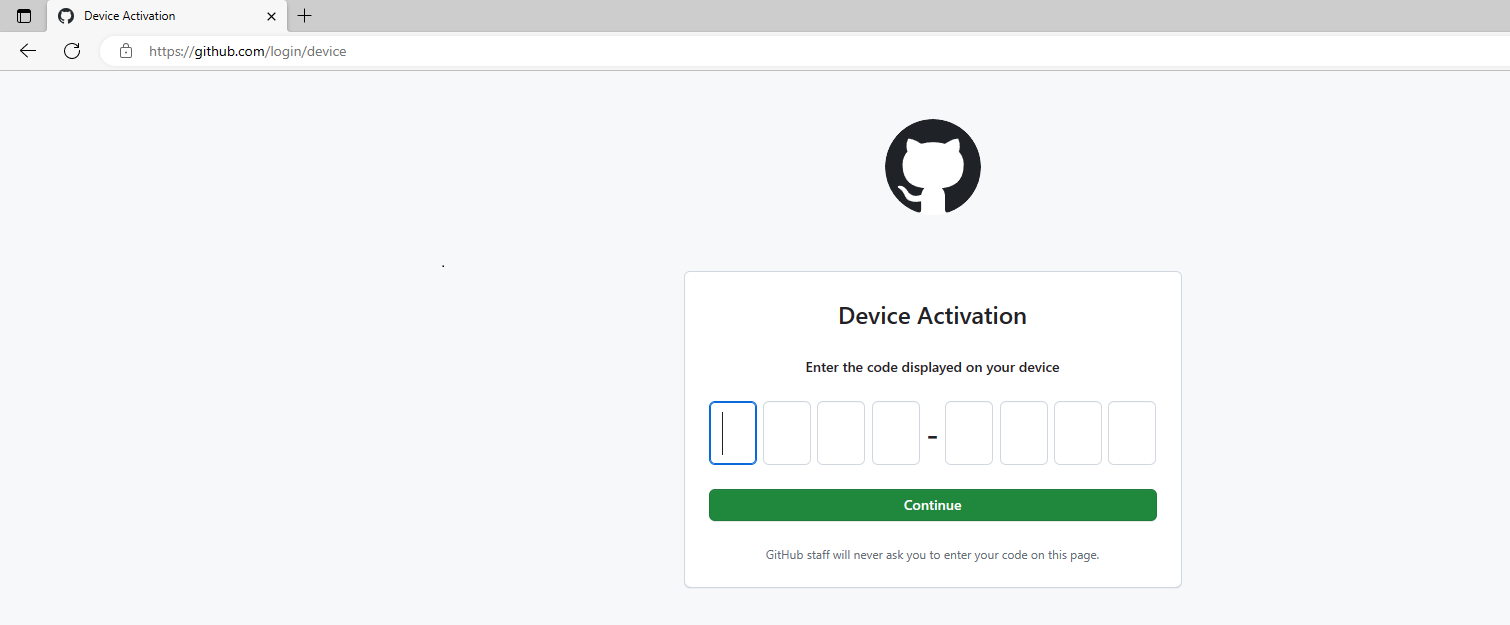 Device Activation
https://github.com/login/device
Device Activation
Enter the code displayed on your device
-
Continue
GitHub staff will never ask you to enter your code on this page.